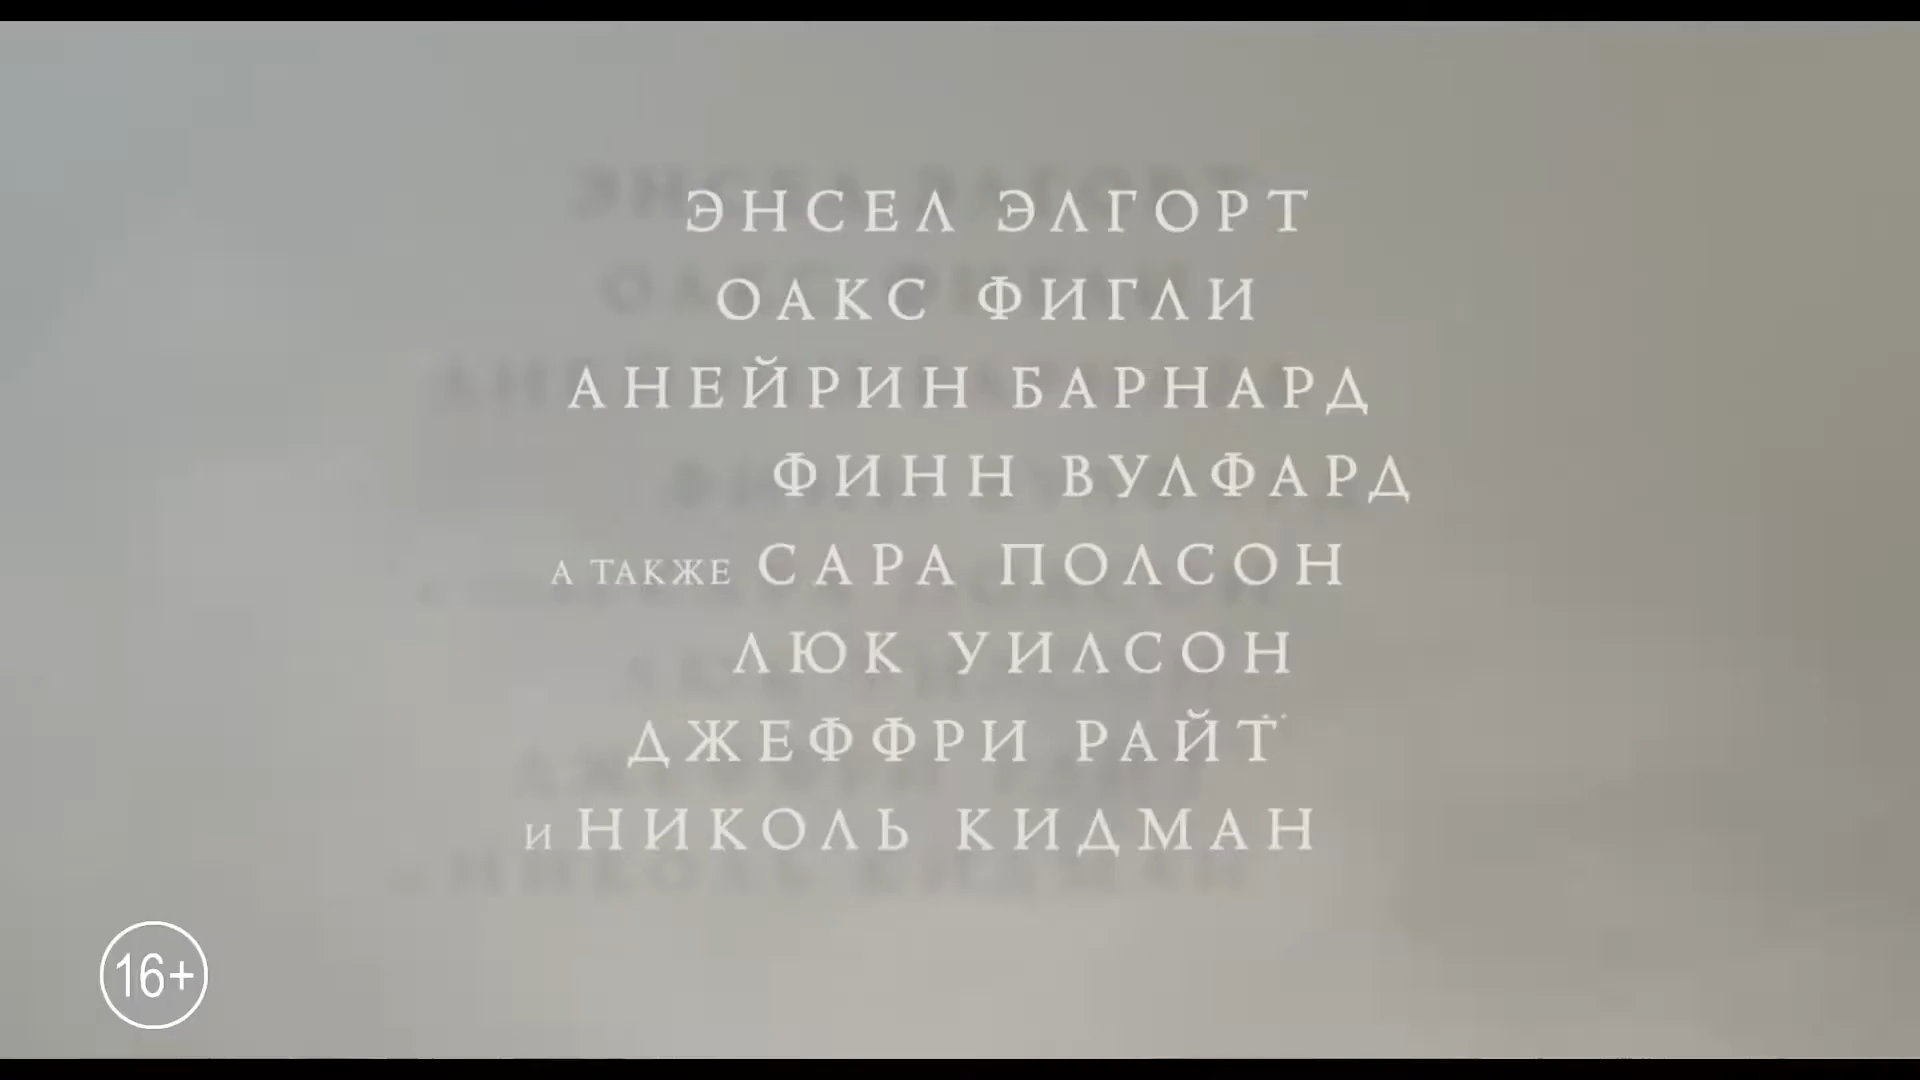 ЭНСЕЛ ЭЛГОРТ
ОАКС ФИГЛИ
АНЕЙРИН БАРНАРД
ФИНН ВУЛФАРД
А ТАКЖЕ САРА ПОЛСОН
ЛЮК УИЛСОН
ДЖЕФФРИ РАЙТ
И НИКОЛЬ КИДМАН
16+